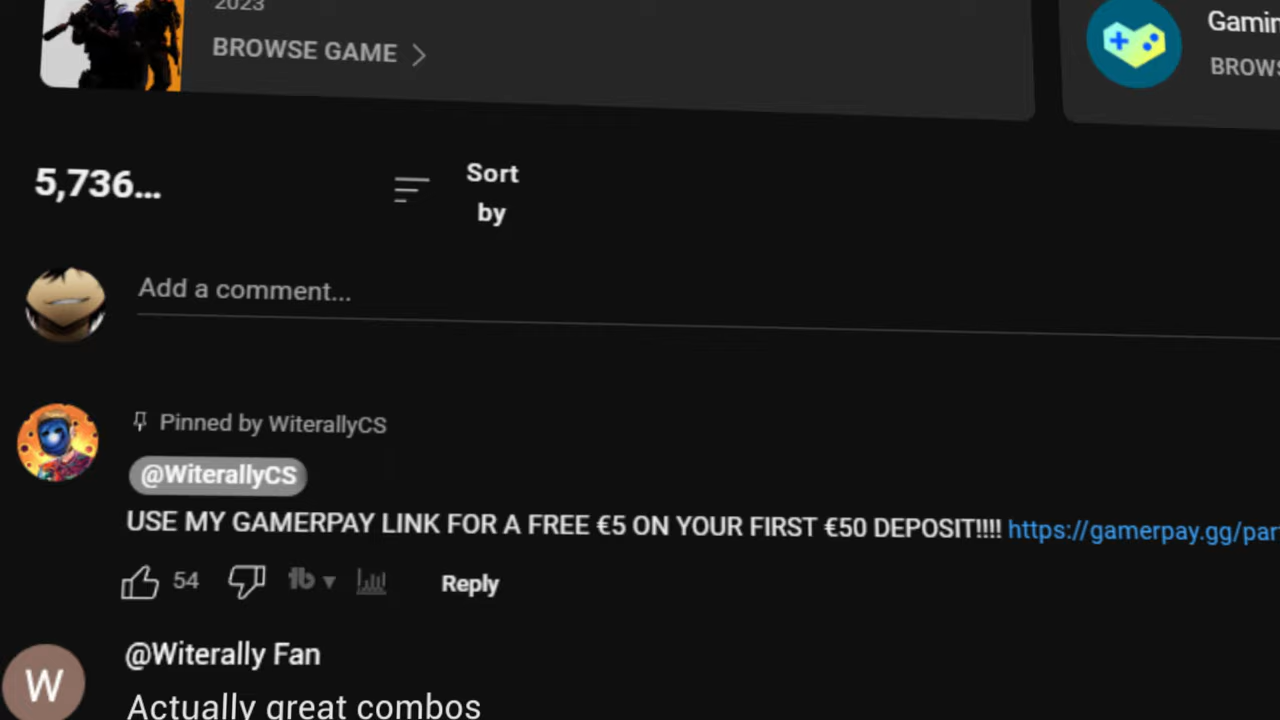 2023
BROWSE GAME
Gamin
BROWS
5,736...
Sort
by
Add a comment...
Pinned by WiterallyCS
@WiterallyCS
USE MY GAMERPAY LINK FOR A FREE €5 ON YOUR FIRST €50 DEPOSIT!!!! https://gamerpay.gg/par
54
Reply
@Witerally Fan
W
Actually great combos